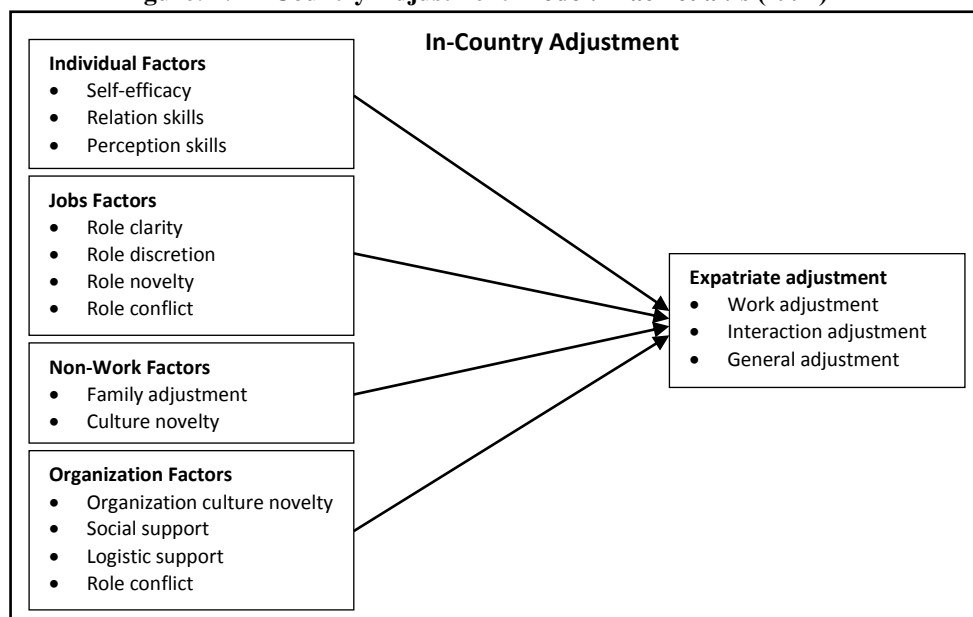 In-Country Adjustment
Individual Factors
• Self-efficacy
• Relation skills
• Perception skills
Jobs Factors
• Role clarity
• Role discretion
• Role novelty
• Role conflict
Non-Work Factors
• Family adjustment
• Culture novelty
Organization Factors
• Organization culture novelty
• Social support
• Logistic support
• Role conflict
Expatriate adjustment
• Work adjustment
• Interaction adjustment
• General adjustment